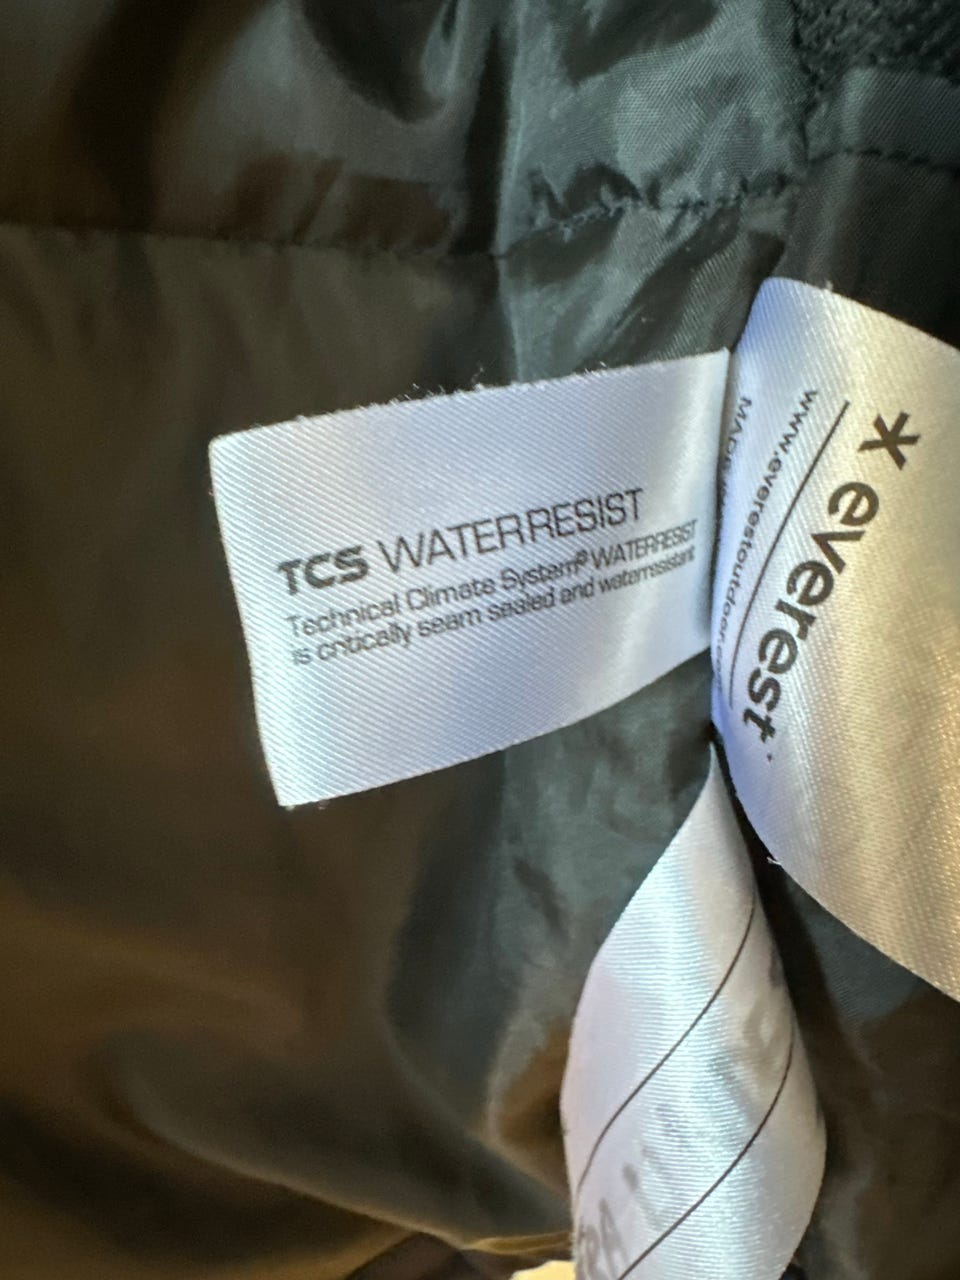 TCS WATERRESIST
Technical Climate System® WATERRESIST
is critically seam sealed and waterresistant
everest
www.everestoutdoor.com